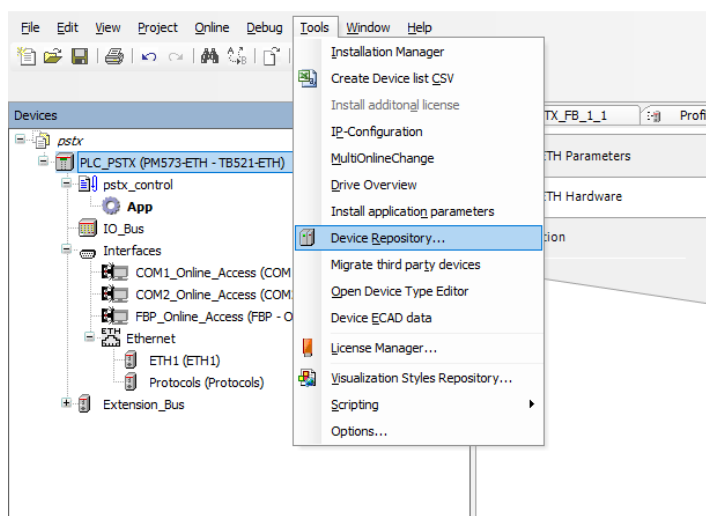 File Edit View Project Online Debug Tools Window Help
Installation Manager
Create Device list CSV
Install additonal license
IP-Configuration
MultiOnlineChange
Drive Overview
Install application parameters
Device Repository...
Migrate third party devices
Open Device Type Editor
Device ECAD data
License Manager...
Visualization Styles Repository...
Scripting
Options...
Devices
pstx
PLC_PSTX (PM573-ETH - TB521-ETH)
pstx_control
App
IO_Bus
Interfaces
COM1_Online_Access (COM
COM2_Online_Access (COM
FBP_Online_Access (FBP - O
ETH Ethernet
ETH1 (ETH1)
Protocols (Protocols)
Extension_Bus
TX_FB_1_1 Profi
TH Parameters
TH Hardware
tion